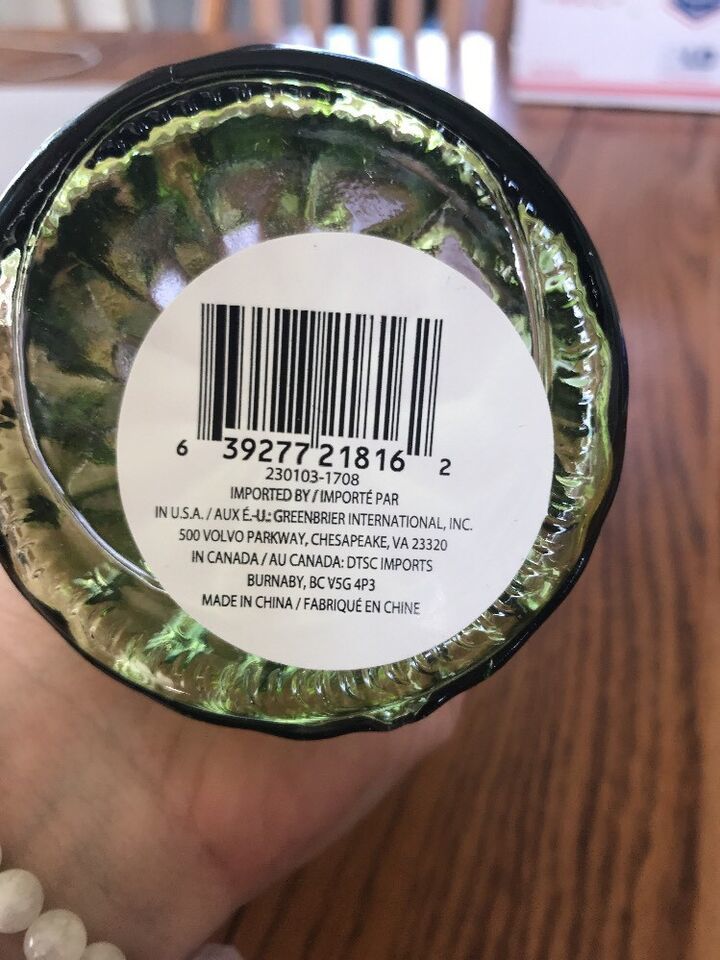 6 39277 21816 2
230103-1708
IMPORTED BY / IMPORTÉ PAR
IN U.S.A. / AUX É.-U.: GREENBRIER INTERNATIONAL, INC.
500 VOLVO PARKWAY, CHESAPEAKE, VA 23320
IN CANADA / AU CANADA: DTSC IMPORTS
BURNABY, BC V5G 4P3
MADE IN CHINA / FABRIQUÉ EN CHINE